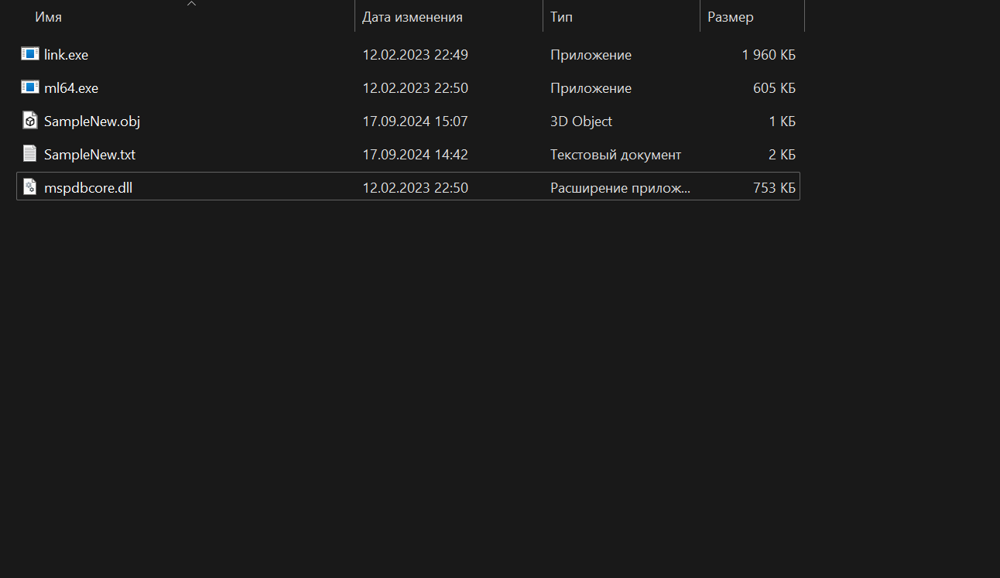 Имя Дата изменения Тип Размер
link.exe 12.02.2023 22:49 Приложение 1 960 КБ
ml64.exe 12.02.2023 22:50 Приложение 605 КБ
SampleNew.obj 17.09.2024 15:07 3D Object 1 КБ
SampleNew.txt 17.09.2024 14:42 Текстовый документ 2 КБ
mspdbcore.dll 12.02.2023 22:50 Расширение прилож... 753 КБ